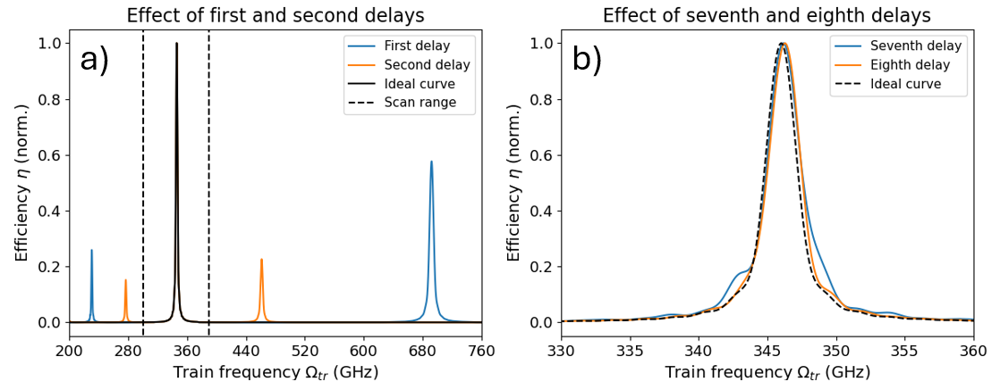 Effect of first and second delays
a)
First delay
Second delay
Ideal curve
Scan range
Efficiency η (norm.)
1.0
0.8
0.6
0.4
0.2
0.0
200 280 360 440 520 600 680 760
Train frequency Ωtr (GHz)
Effect of seventh and eighth delays
b)
Seventh delay
Eighth delay
Ideal curve
Efficiency η (norm.)
1.0
0.8
0.6
0.4
0.2
0.0
330 335 340 345 350 355 360
Train frequency Ωtr (GHz)